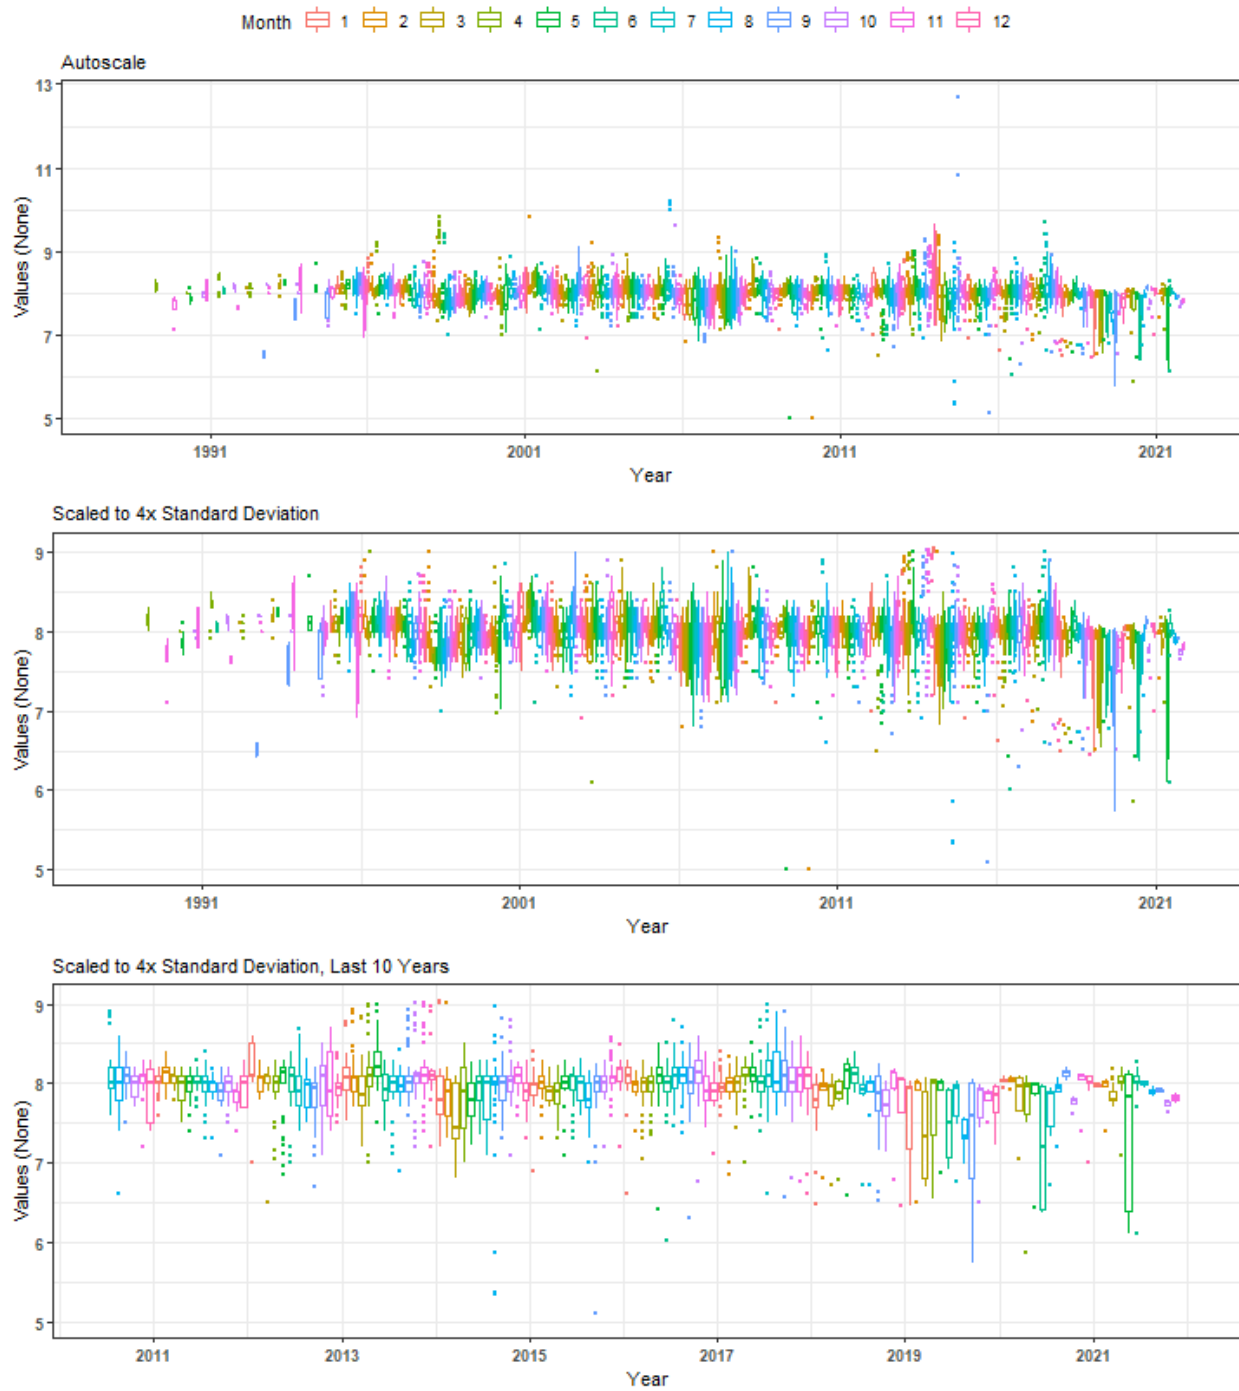 Month 1 2 3 4 5 6 7 8 9 10 11 12
Autoscale
13
11
9
7
5
Values (None)
1991 2001 2011 2021
Year
Scaled to 4x Standard Deviation
9
8
7
6
5
Values (None)
1991 2001 2011 2021
Year
Scaled to 4x Standard Deviation, Last 10 Years
9
8
7
6
5
Values (None)
2011 2013 2015 2017 2019 2021
Year